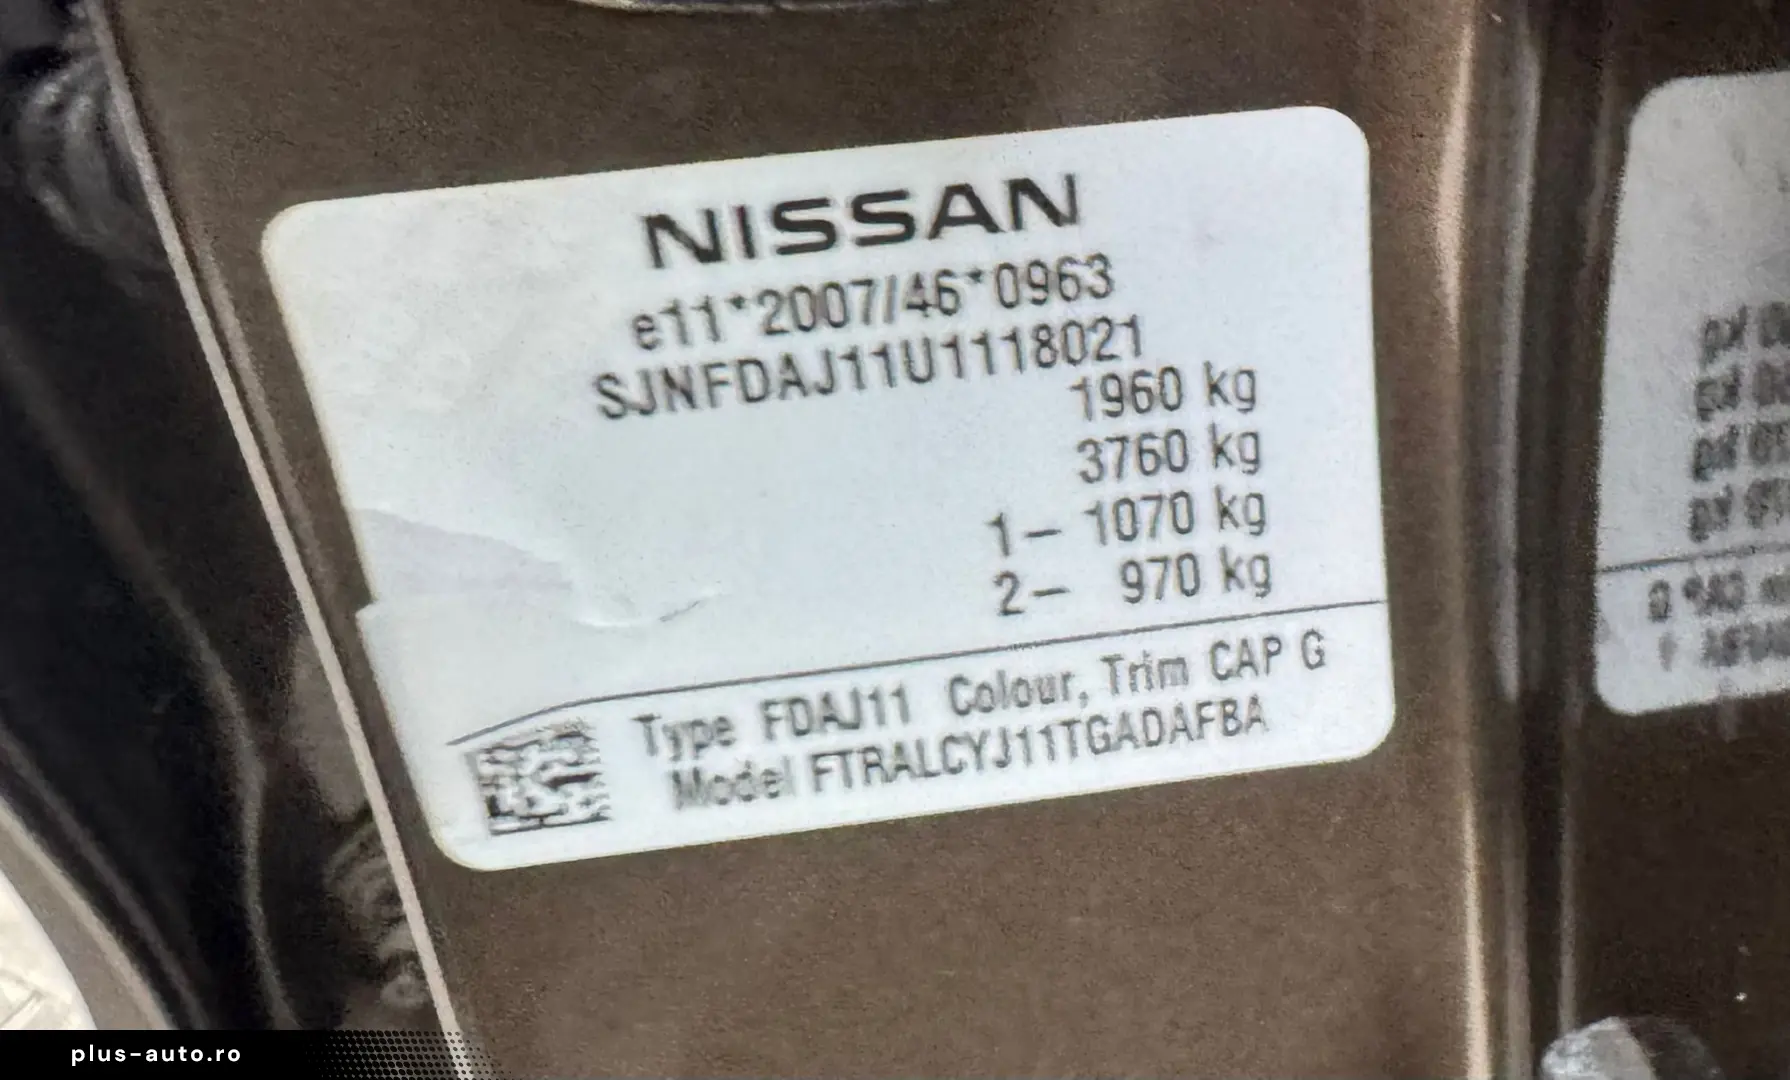 NISSAN
e11*2007/46*0963
SJNFDAJ11U1118021
1960 kg
3760 kg
1– 1070 kg
2– 970 kg
Type FDAJ11 Colour, Trim CAP G
Model FTRALCYJ11TGADAFBA
plus-auto.ro